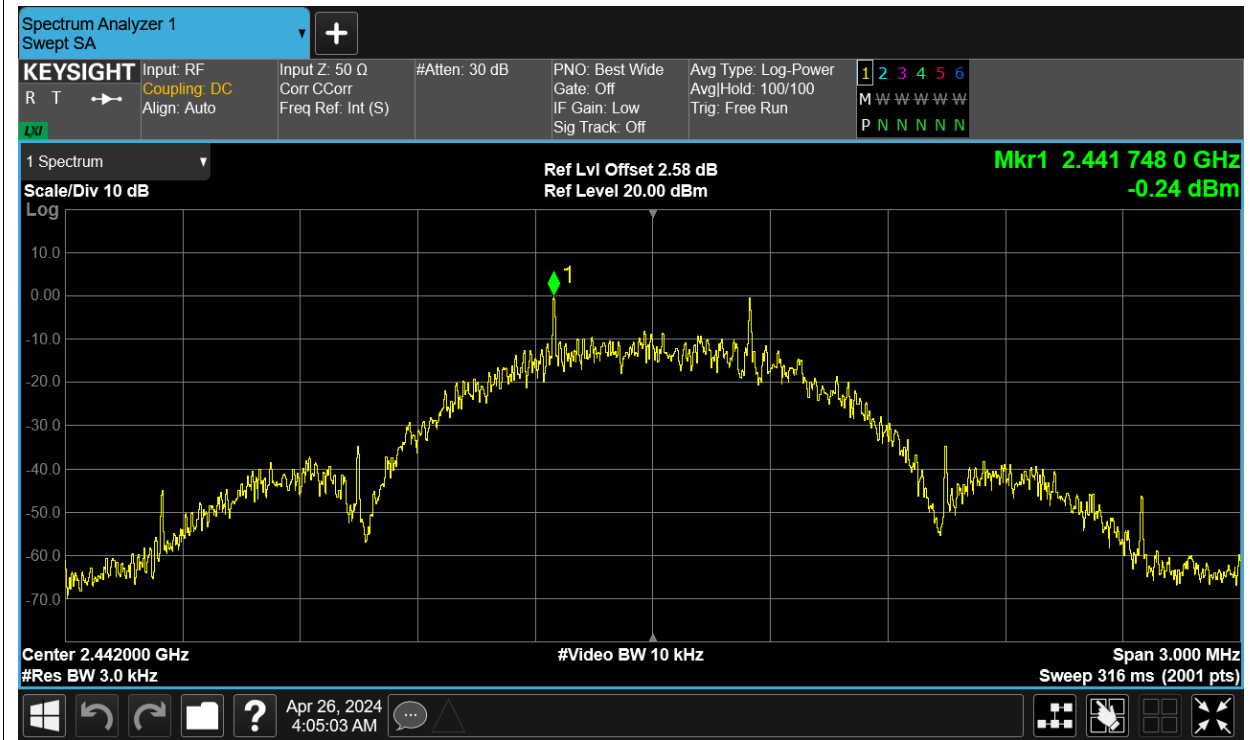 Spectrum Analyzer 1
Swept SA
KEYSIGHT
R T
LXI
Input: RF
Coupling: DC
Align: Auto
Input Z: 50 Ω
Corr CCorr
Freq Ref: Int (S)
#Atten: 30 dB
PNO: Best Wide
Gate: Off
IF Gain: Low
Sig Track: Off
Avg Type: Log-Power
Avg|Hold: 100/100
Trig: Free Run
1 2 3 4 5 6
M W W W W W
P N N N N N
1 Spectrum
Scale/Div 10 dB
Log
Ref Lvl Offset 2.58 dB
Ref Level 20.00 dBm
Mkr1 2.441 748 0 GHz
-0.24 dBm
1
10.0
0.00
-10.0
-20.0
-30.0
-40.0
-50.0
-60.0
-70.0
Center 2.442000 GHz
#Res BW 3.0 kHz
#Video BW 10 kHz
Span 3.000 MHz
Sweep 316 ms (2001 pts)
?
Apr 26, 2024
4:05:03 AM